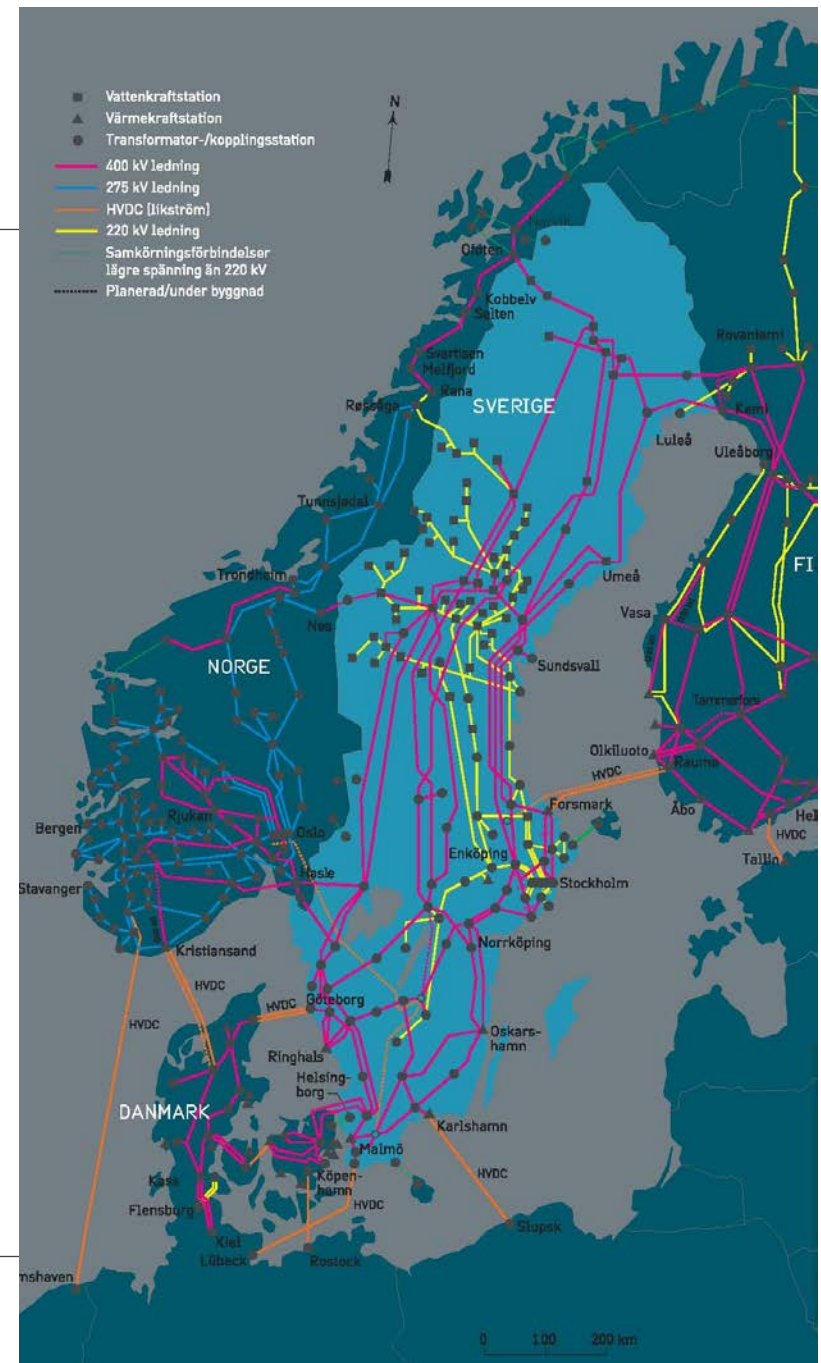 Vattenkraftstation
Värmekraftstation
Transformator-/kopplingsstation
400 kV ledning
275 kV ledning
HVDC (likström)
220 kV ledning
Samkörningsförbindelser
lägre spänning än 220 kV
Planerad/under byggnad
N
Narvik
Ofoten
Kobbelv
Salten
Svartisen
Melfjord
Rana
Røssåga
SVERIGE
Rovaniemi
Kemi
Luleå
Uleåborg
Tunnsjødal
Trondheim
Umeå
FI
Nea
Vasa
NORGE
Sundsvall
Tammerfors
Olkiluoto
Rauma
HVDC
Forsmark
Åbo
Hel
HVDC
Tallin
Rjukan
Bergen
Oslo
Enköping
Stockholm
Hasle
Stavanger
Norrköping
Kristiansand
HVDC
HVDC
HVDC
Göteborg
Oskars-
hamn
Ringhals
Helsing-
borg
DANMARK
Karlshamn
Malmö
HVDC
Kassø
Köpen-
hamn
HVDC
Flensburg
Kiel
Lübeck
Rostock
Slupsk
mshaven
0 100 200 km